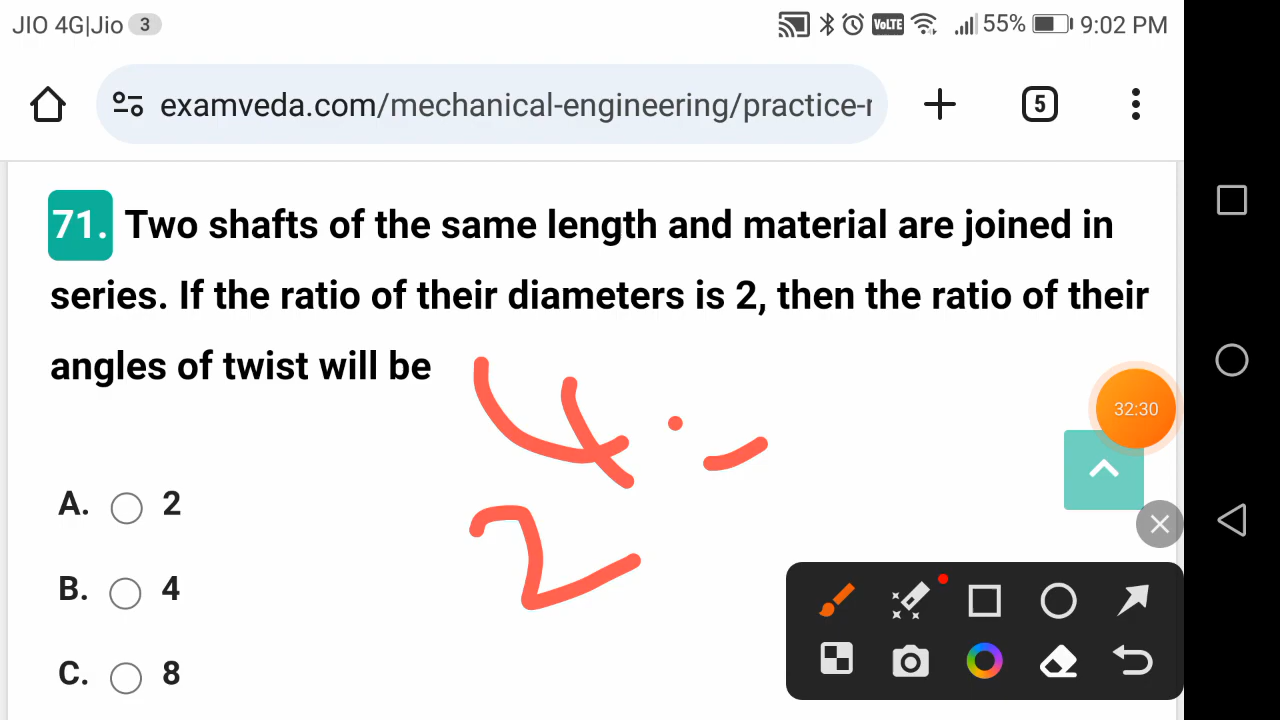 JIO 4G|Jio 3 VoLTE 55% 9:02 PM
examveda.com/mechanical-engineering/practice-r 5
71. Two shafts of the same length and material are joined in
series. If the ratio of their diameters is 2, then the ratio of their
angles of twist will be
32:30
2
A. 2
B. 4
C. 8